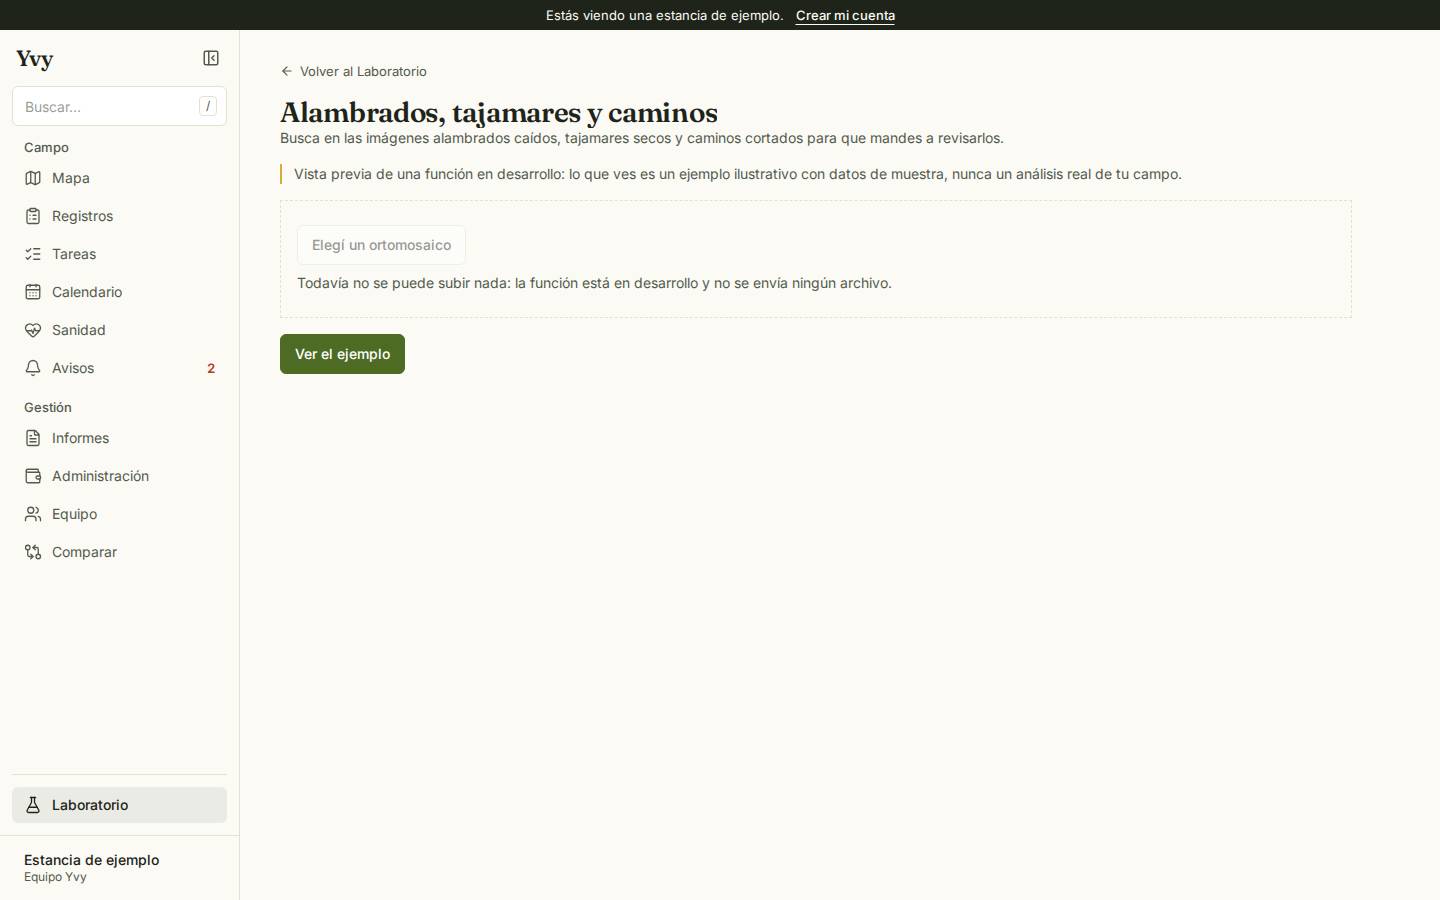 Estás viendo una estancia de ejemplo. Crear mi cuenta
Yvy
Buscar... /
Campo
Mapa
Registros
Tareas
Calendario
Sanidad
Avisos 2
Gestión
Informes
Administración
Equipo
Comparar
Laboratorio
Estancia de ejemplo
Equipo Yvy
Volver al Laboratorio
Alambrados, tajamares y caminos
Busca en las imágenes alambrados caídos, tajamares secos y caminos cortados para que mandes a revisarlos.
Vista previa de una función en desarrollo: lo que ves es un ejemplo ilustrativo con datos de muestra, nunca un análisis real de tu campo.
Elegí un ortomosaico
Todavía no se puede subir nada: la función está en desarrollo y no se envía ningún archivo.
Ver el ejemplo